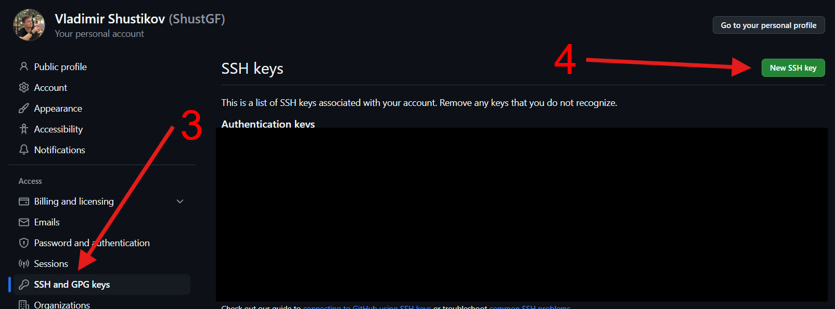 Vladimir Shustikov (ShustGF)
Your personal account
Go to your personal profile
Public profile
Account
Appearance
Accessibility
Notifications
Access
Billing and licensing
Emails
Password and authentication
Sessions
SSH and GPG keys
Organizations
3
SSH keys
4
New SSH key
This is a list of SSH keys associated with your account. Remove any keys that you do not recognize.
Authentication keys
Check out our guide to connecting to GitHub using SSH keys or troubleshoot common SSH problems.